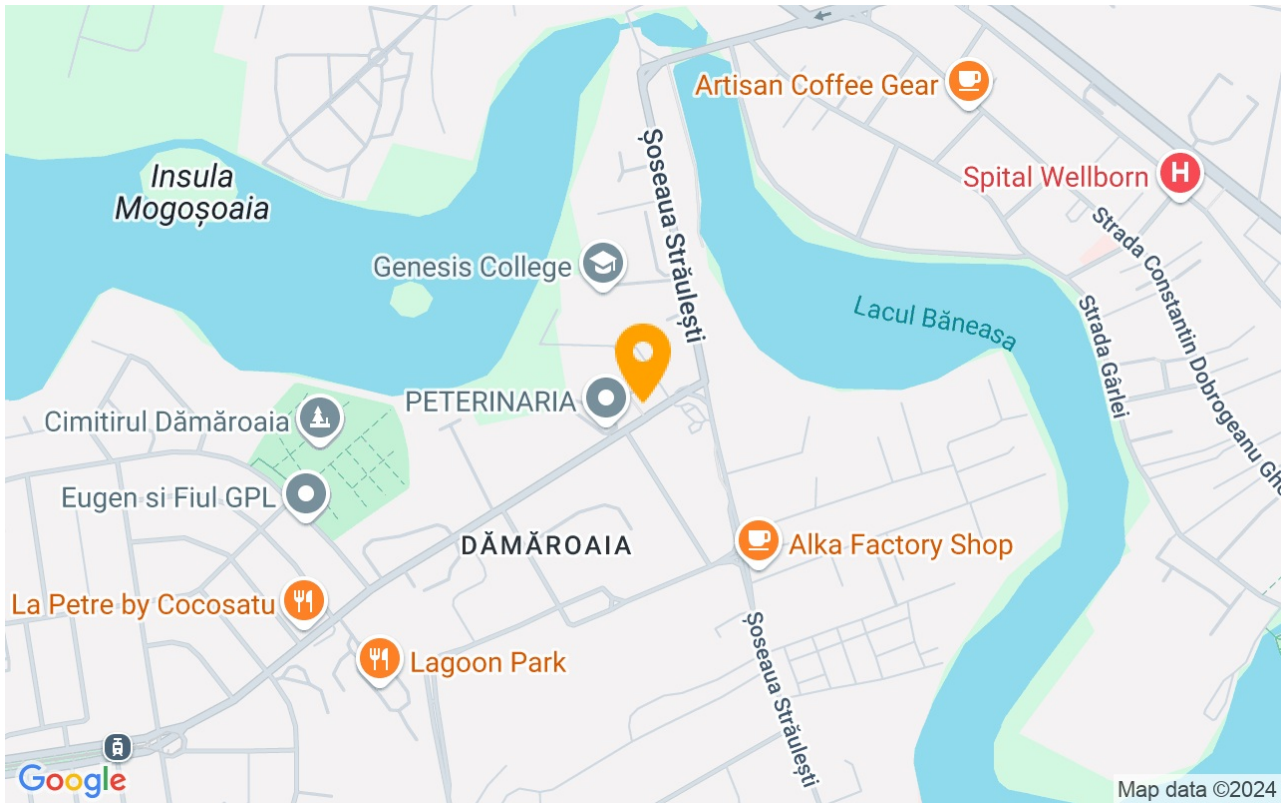 Artisan Coffee Gear
Spital Wellborn
H
Insula
Mogoșoaia
Șoseaua Străulești
Genesis College
Strada Constantin Dobrogeanu Ghe
Lacul Băneasa
Strada Gârlei
PETERINARIA
Cimitirul Dămăroaia
Eugen si Fiul GPL
DĂMĂROAIA
Alka Factory Shop
La Petre by Cocosatu
Lagoon Park
Șoseaua Străulești
Google
Map data ©2024